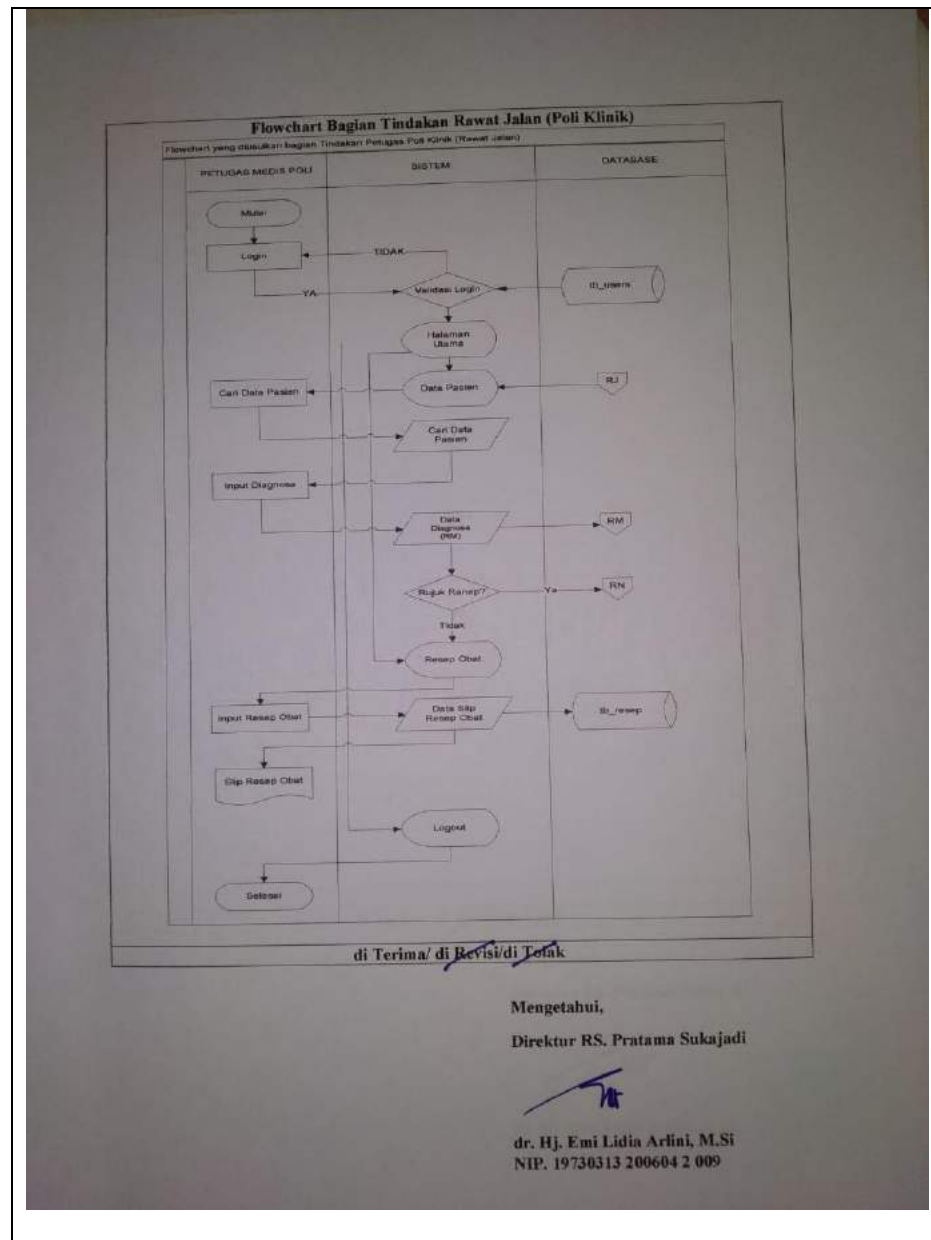 Flowchart Bagian Tindakan Rawat Jalan (Poli Klinik)
Flowchart yang diusulkan bagian Tindakan Petugas Poli Klinik (Rawat Jalan)
PETUGAS MEDIS POLI
SISTEM
DATABASE
Mulai
Login
TIDAK
YA
Validasi Login
tb_users
Halaman
Utama
Cari Data Pasien
Data Pasien
RJ
Cari Data
Pasien
Input Diagnosa
Data
Diagnosa
(RM)
RM
Rujuk Ranap?
Ya
RN
Tidak
Resep Obat
Input Resep Obat
Data Slip
Resep Obat
tb_resep
Slip Resep Obat
Logout
Selesai
di Terima/ di Revisi/di Tolak
Mengetahui,
Direktur RS. Pratama Sukajadi
dr. Hj. Emi Lidia Arlini, M.Si
NIP. 19730313 200604 2 009